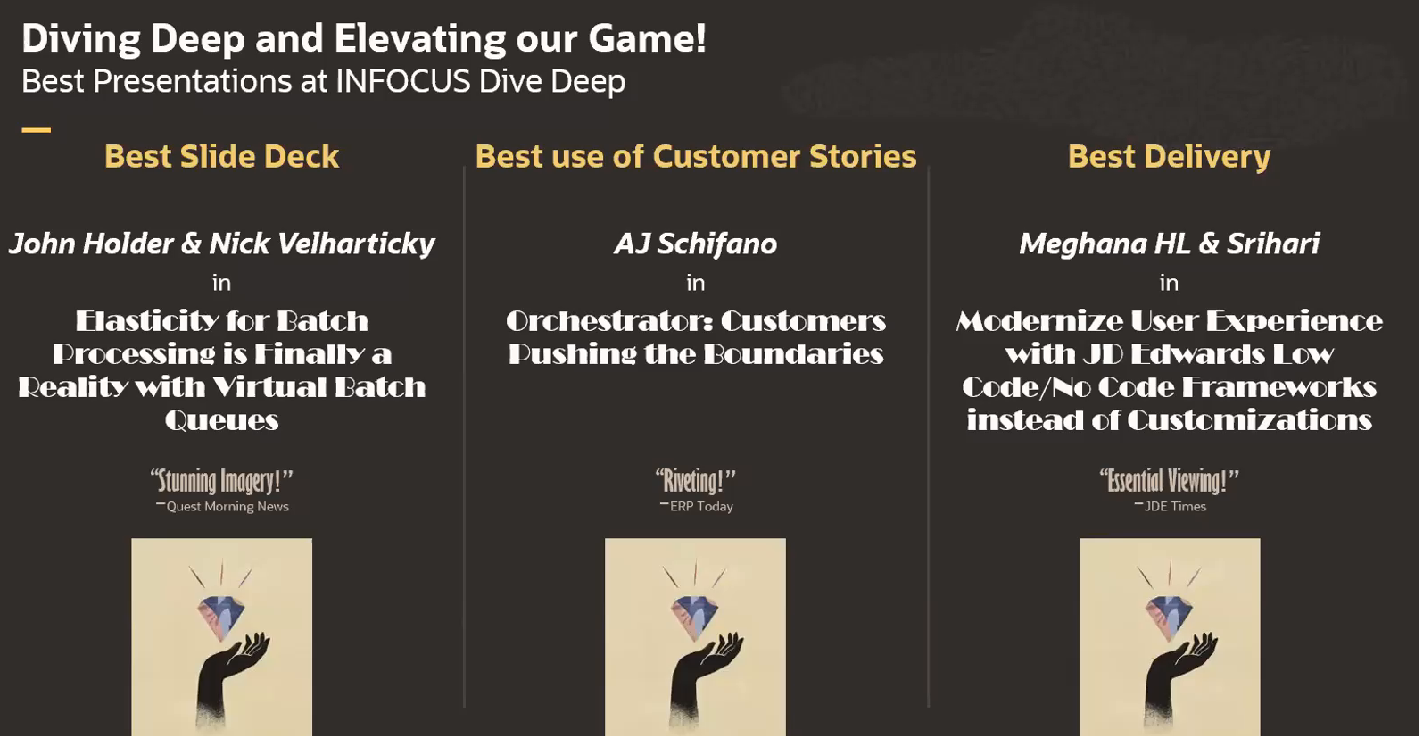 Diving Deep and Elevating our Game!
Best Presentations at INFOCUS Dive Deep
Best Slide Deck
John Holder & Nick Velharticky
in
Elasticity for Batch
Processing is Finally a
Reality with Virtual Batch
Queues
“Stunning Imagery!”
—Quest Morning News
Best use of Customer Stories
AJ Schifano
in
Orchestrator: Customers
Pushing the Boundaries
“Riveting!”
—ERP Today
Best Delivery
Meghana HL & Srihari
in
Modernize User Experience
with JD Edwards Low
Code/No Code Frameworks
instead of Customizations
“Essential Viewing!”
—JDE Times